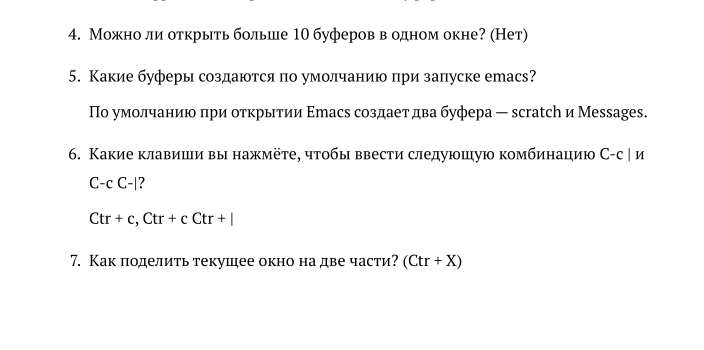 4. Можно ли открыть больше 10 буферов в одном окне? (Нет)
5. Какие буферы создаются по умолчанию при запуске emacs?
По умолчанию при открытии Emacs создает два буфера — scratch и Messages.
6. Какие клавиши вы нажмёте, чтобы ввести следующую комбинацию C-c | и
C-c C-|?
Ctr + c, Ctr + c Ctr + |
7. Как поделить текущее окно на две части? (Ctr + X)